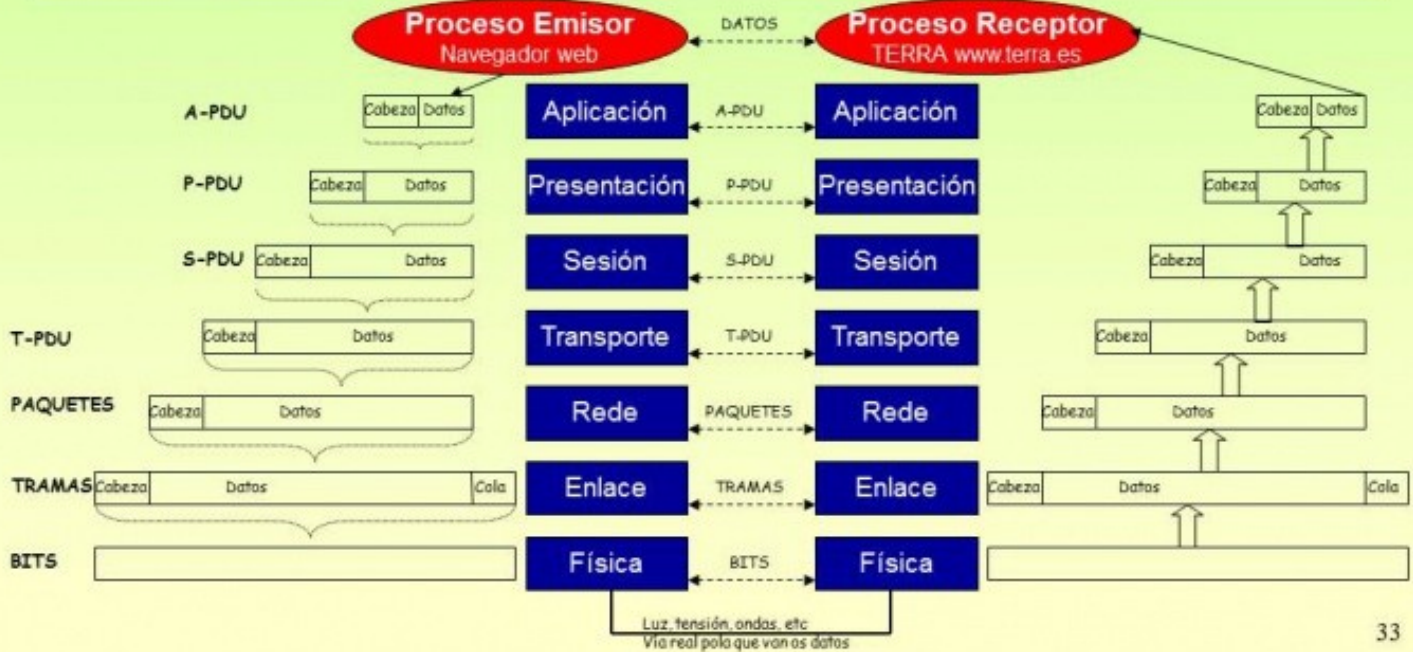 Proceso Emisor
Navegador web
DATOS
Proceso Receptor
TERRA www.terra.es
A-PDU
Cabeza Datos
Aplicación
A-PDU
Aplicación
Cabeza Datos
P-PDU
Cabeza Datos
Presentación
P-PDU
Presentación
Cabeza Datos
S-PDU
Cabeza Datos
Sesión
S-PDU
Sesión
Cabeza Datos
T-PDU
Cabeza Datos
Transporte
T-PDU
Transporte
Cabeza Datos
PAQUETES
Cabeza Datos
Rede
PAQUETES
Rede
Cabeza Datos
TRAMAS
Cabeza Datos Cola
Enlace
TRAMAS
Enlace
Cabeza Datos Cola
BITS
Física
BITS
Física
Luz, tensión, ondas, etc
Vía real pola que van os datos
33